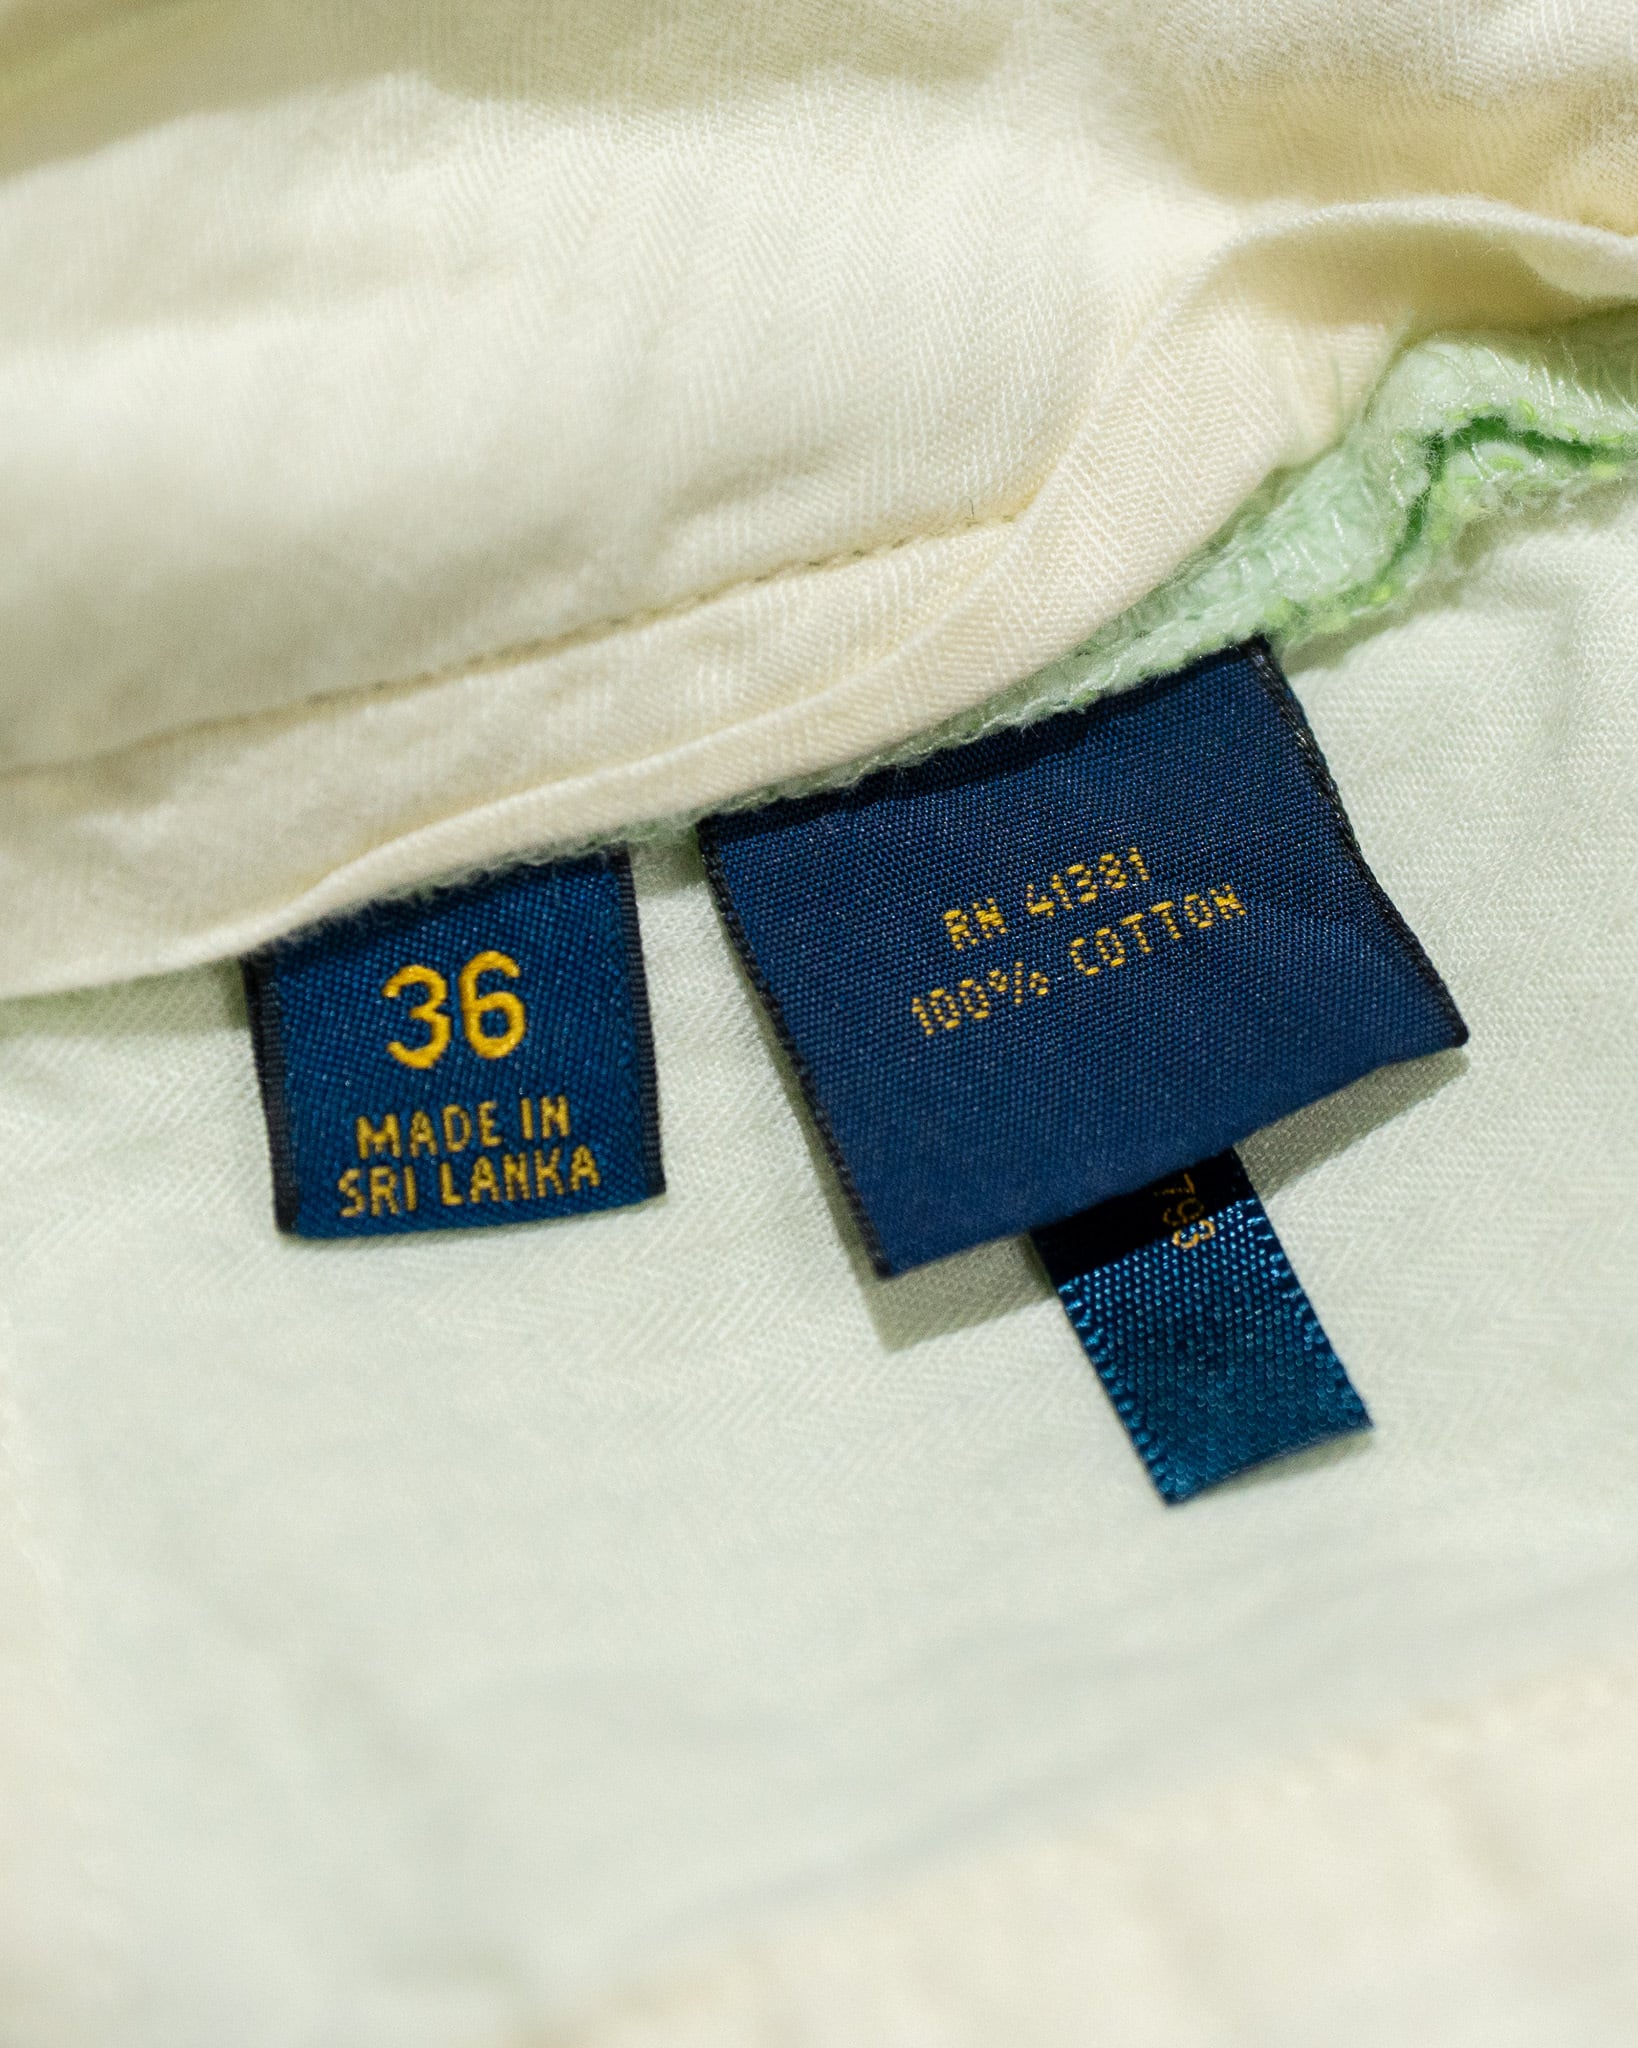 36
MADE IN
SRI LANKA
RN 41381
100% COTTON